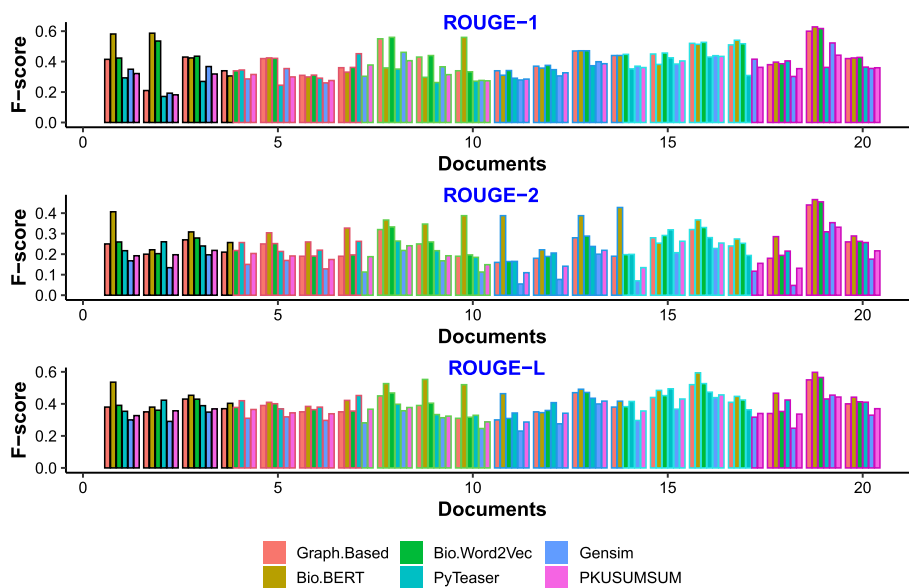 ROUGE−1
F−score
0.6
0.4
0.2
0.0
0 5 10 15 20
Documents
ROUGE−2
F−score
0.4
0.3
0.2
0.1
0.0
0 5 10 15 20
Documents
ROUGE−L
F−score
0.6
0.4
0.2
0.0
0 5 10 15 20
Documents
Graph.Based Bio.Word2Vec Gensim
Bio.BERT PyTeaser PKUSUMSUM